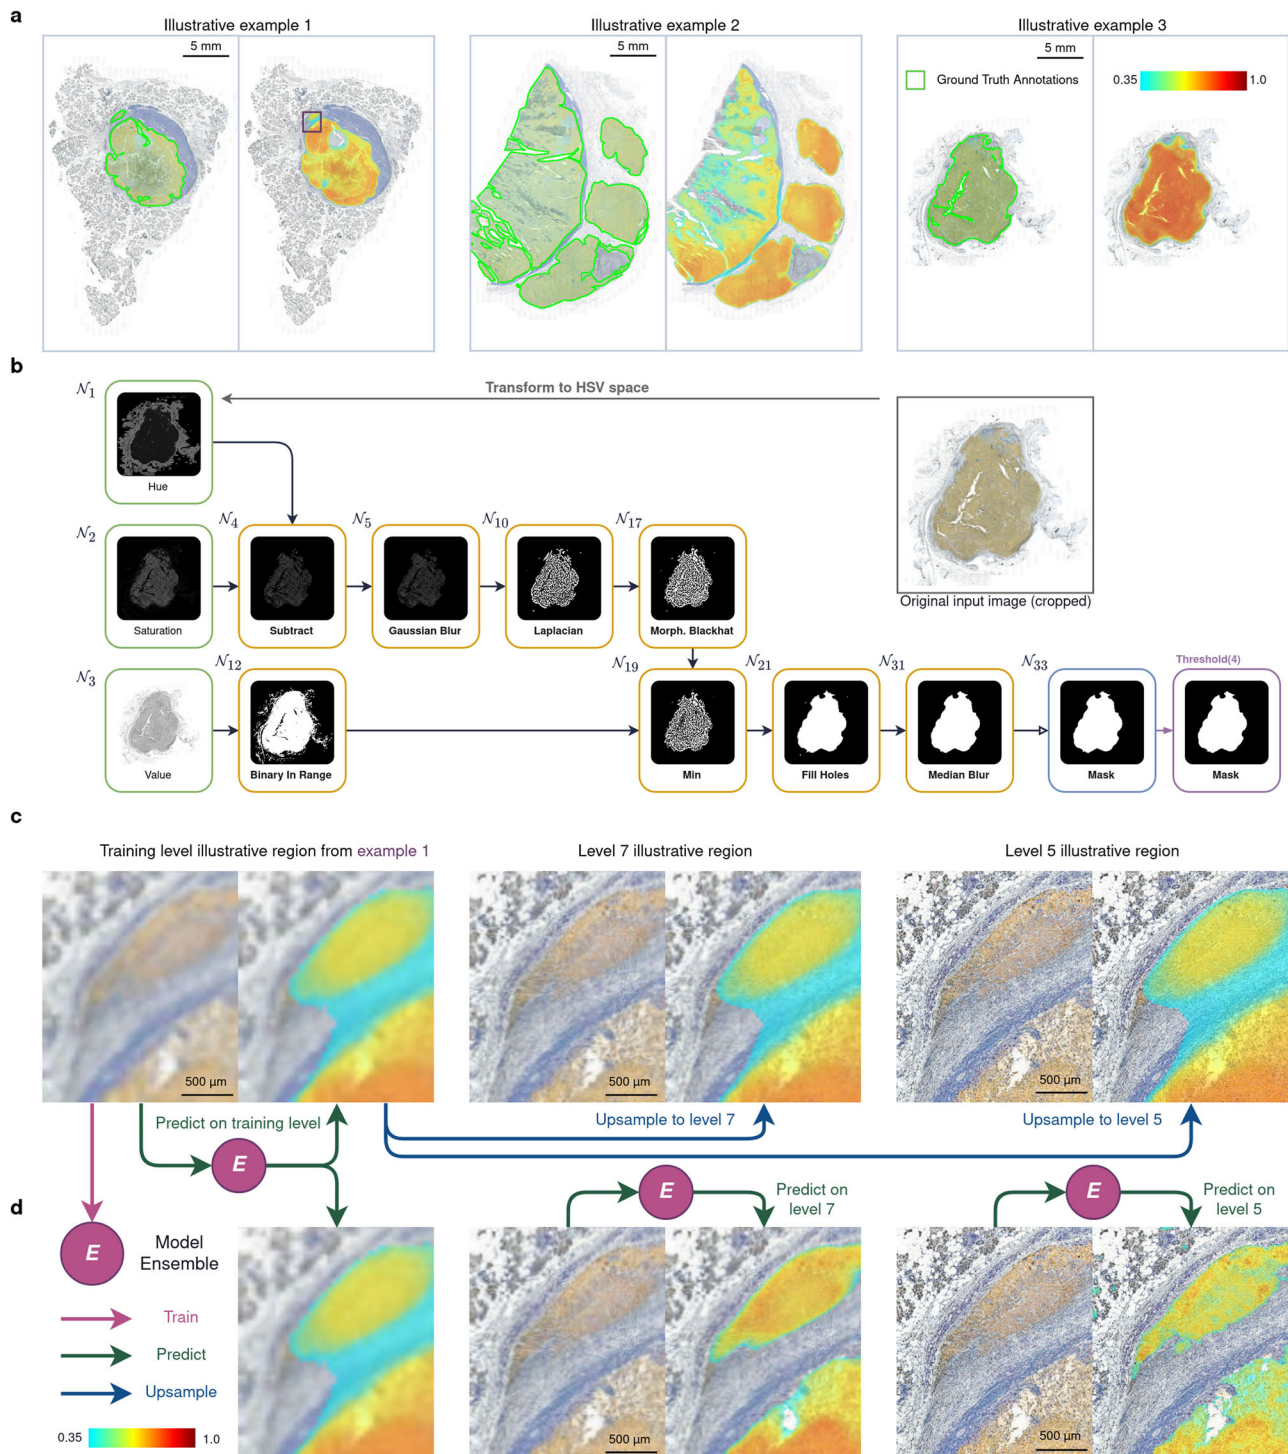 a
Illustrative example 1
5 mm
Illustrative example 2
5 mm
Illustrative example 3
5 mm
Ground Truth Annotations
0.35
1.0
b
N1
Hue
Transform to HSV space
Original input image (cropped)
N2
Saturation
N4
Subtract
N5
Gaussian Blur
N10
Laplacian
N17
Morph. Blackhat
N3
Value
N12
Binary In Range
N19
Min
N21
Fill Holes
N31
Median Blur
N33
Mask
Threshold(4)
Mask
c
Training level illustrative region from example 1
500 µm
Level 7 illustrative region
500 µm
Level 5 illustrative region
500 µm
Predict on training level
E
Upsample to level 7
Upsample to level 5
d
E
Model
Ensemble
Train
Predict
Upsample
0.35
1.0
E
Predict on
level 7
500 µm
E
Predict on
level 5
500 µm